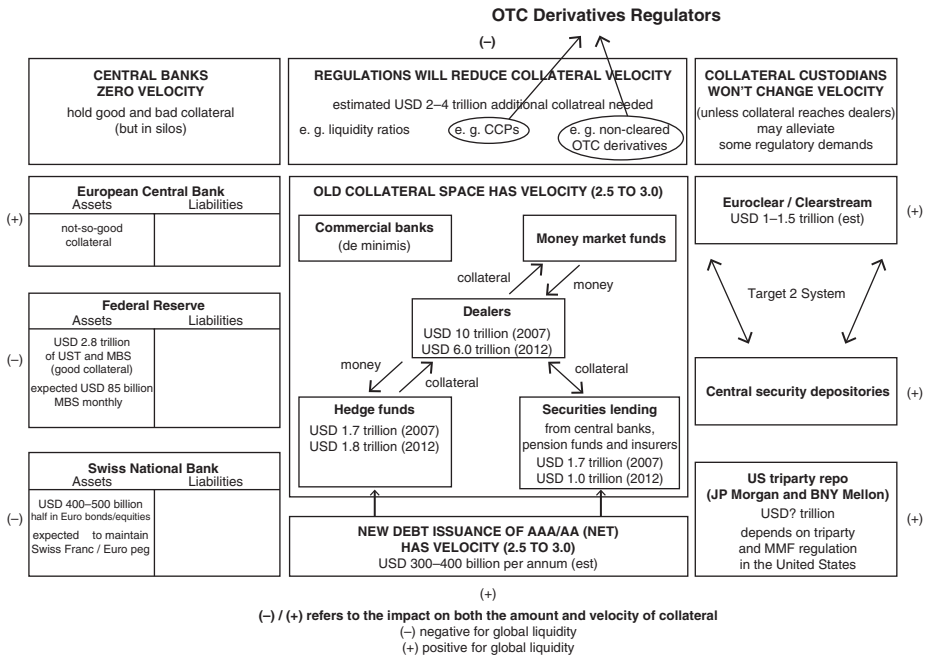 OTC Derivatives Regulators
(–)
CENTRAL BANKS
ZERO VELOCITY
hold good and bad collateral
(but in silos)
REGULATIONS WILL REDUCE COLLATERAL VELOCITY
estimated USD 2–4 trillion additional collatreal needed
e. g. liquidity ratios
e. g. CCPs
e. g. non-cleared
OTC derivatives
COLLATERAL CUSTODIANS
WON'T CHANGE VELOCITY
(unless collateral reaches dealers)
may alleviate
some regulatory demands
(+)
European Central Bank
Assets Liabilities
not-so-good
collateral
(–)
Federal Reserve
Assets Liabilities
USD 2.8 trillion
of UST and MBS
(good collateral)
expected USD 85 billion
MBS monthly
(–)
Swiss National Bank
Assets Liabilities
USD 400–500 billion
half in Euro bonds/equities
expected to maintain
Swiss Franc / Euro peg
OLD COLLATERAL SPACE HAS VELOCITY (2.5 TO 3.0)
Commercial banks
(de minimis)
Money market funds
collateral
money
Dealers
USD 10 trillion (2007)
USD 6.0 trillion (2012)
money
collateral
collateral
Hedge funds
USD 1.7 trillion (2007)
USD 1.8 trillion (2012)
Securities lending
from central banks,
pension funds and insurers
USD 1.7 trillion (2007)
USD 1.0 trillion (2012)
NEW DEBT ISSUANCE OF AAA/AA (NET)
HAS VELOCITY (2.5 TO 3.0)
USD 300–400 billion per annum (est)
Euroclear / Clearstream
USD 1–1.5 trillion (est)
(+)
Target 2 System
Central security depositories
(+)
US triparty repo
(JP Morgan and BNY Mellon)
USD? trillion
depends on triparty
and MMF regulation
in the United States
(+)
(+)
(–) / (+) refers to the impact on both the amount and velocity of collateral
(–) negative for global liquidity
(+) positive for global liquidity